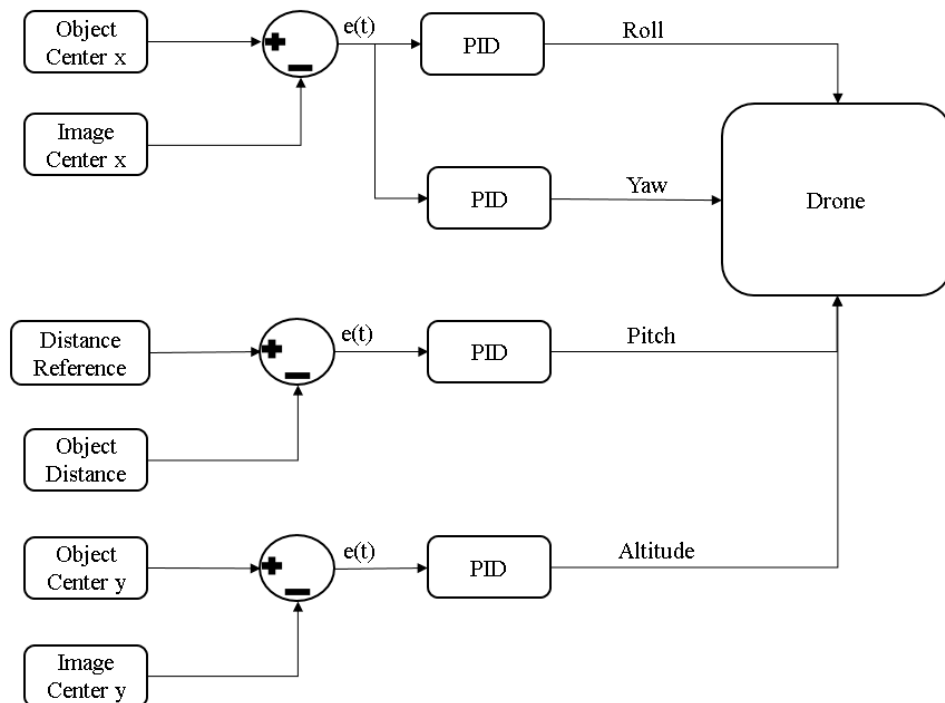 Object
Center x
e(t)
PID
Roll
Image
Center x
PID
Yaw
Drone
Distance
Reference
e(t)
PID
Pitch
Object
Distance
Object
Center y
e(t)
PID
Altitude
Image
Center y